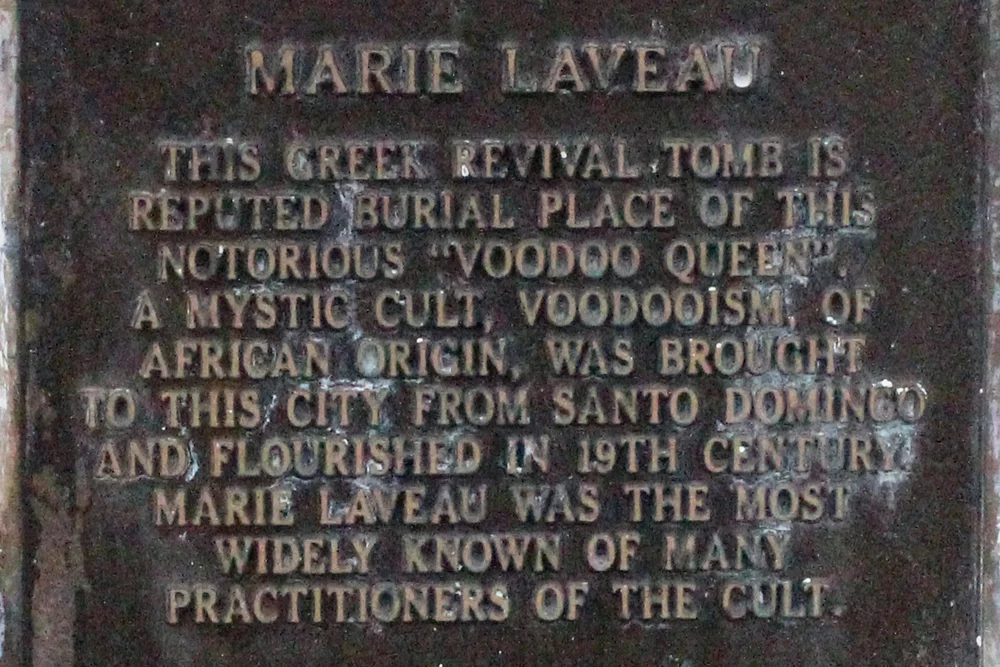 MARIE LAVEAU
THIS GREEK REVIVAL TOMB IS
REPUTED BURIAL PLACE OF THIS
NOTORIOUS "VOODOO QUEEN".
A MYSTIC CULT, VOODOOISM, OF
AFRICAN ORIGIN, WAS BROUGHT
TO THIS CITY FROM SANTO DOMINGO
AND FLOURISHED IN 19TH CENTURY.
MARIE LAVEAU WAS THE MOST
WIDELY KNOWN OF MANY
PRACTITIONERS OF THE CULT.